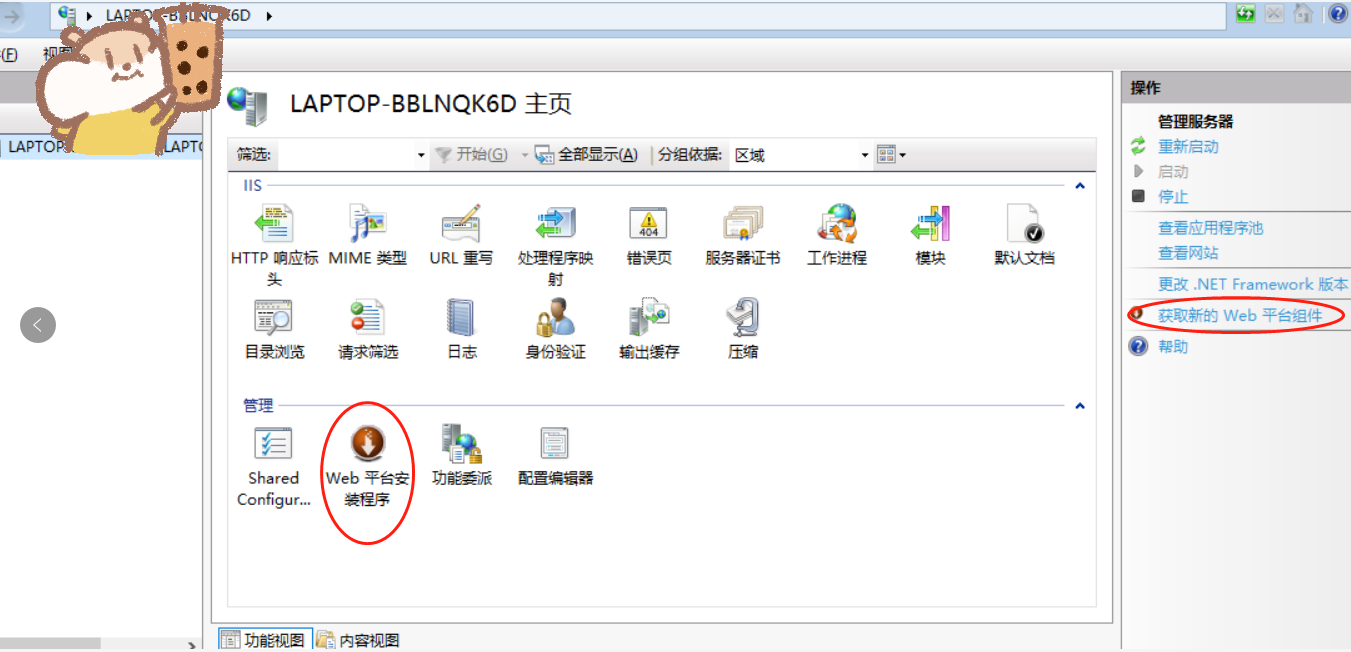 LAPTOP-BBLNQK6D
(F)
视图
LAPTOP-BBLNQK6D 主页
LAPTOP
LAPTO
筛选:
开始(G)
全部显示(A)
分组依据:
区域
IIS
HTTP 响应标头
MIME 类型
URL 重写
处理程序映射
错误页
服务器证书
工作进程
模块
默认文档
404
目录浏览
请求筛选
日志
身份验证
输出缓存
压缩
管理
Shared
Configur...
Web 平台安
装程序
功能委派
配置编辑器
功能视图
内容视图
操作
管理服务器
重新启动
启动
停止
查看应用程序池
查看网站
更改 .NET Framework 版本
获取新的 Web 平台组件
帮助